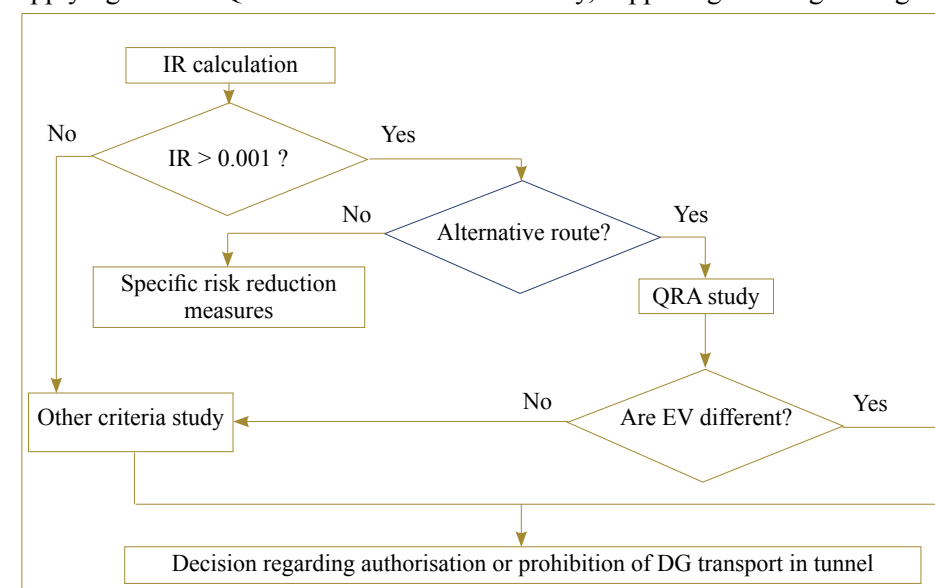 IR calculation
No
Yes
IR > 0.001 ?
No
Yes
Alternative route?
Specific risk reduction
measures
QRA study
No
Yes
Are EV different?
Other criteria study
Decision regarding authorisation or prohibition of DG transport in tunnel